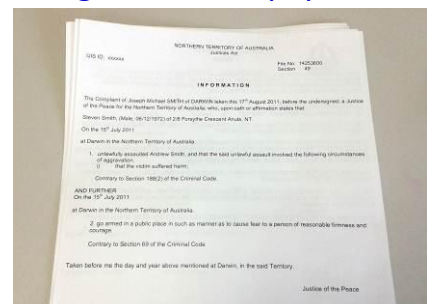 NORTHERN TERRITORY OF AUSTRALIA
Justices Act
UIS ID: xxxxxx
File No: 14253600
Section 49
INFORMATION
The Complaint of Joseph Michael SMITH of DARWIN taken this 17th August 2011, before the undersigned, a Justice
of the Peace for the Northern Territory of Australia, who, upon oath or affirmation states that
Steven Smith, (Male, 06/12/1972) of 2/8 Forsythe Crescent Anula, NT.
On the 15th July 2011
at Darwin in the Northern Territory of Australia.
1. unlawfully assaulted Andrew Smith, and that the said unlawful assault involved the following circumstances
of aggravation.
i) that the victim suffered harm;
Contrary to Section 188(2) of the Criminal Code.
AND FURTHER
On the 15th July 2011
at Darwin in the Northern Territory of Australia.
2. go armed in a public place in such as manner as to cause fear to a person of reasonable firmness and
courage.
Contrary to Section 69 of the Criminal Code
Taken before me the day and year above mentioned at Darwin, in the said Territory.
Justice of the Peace